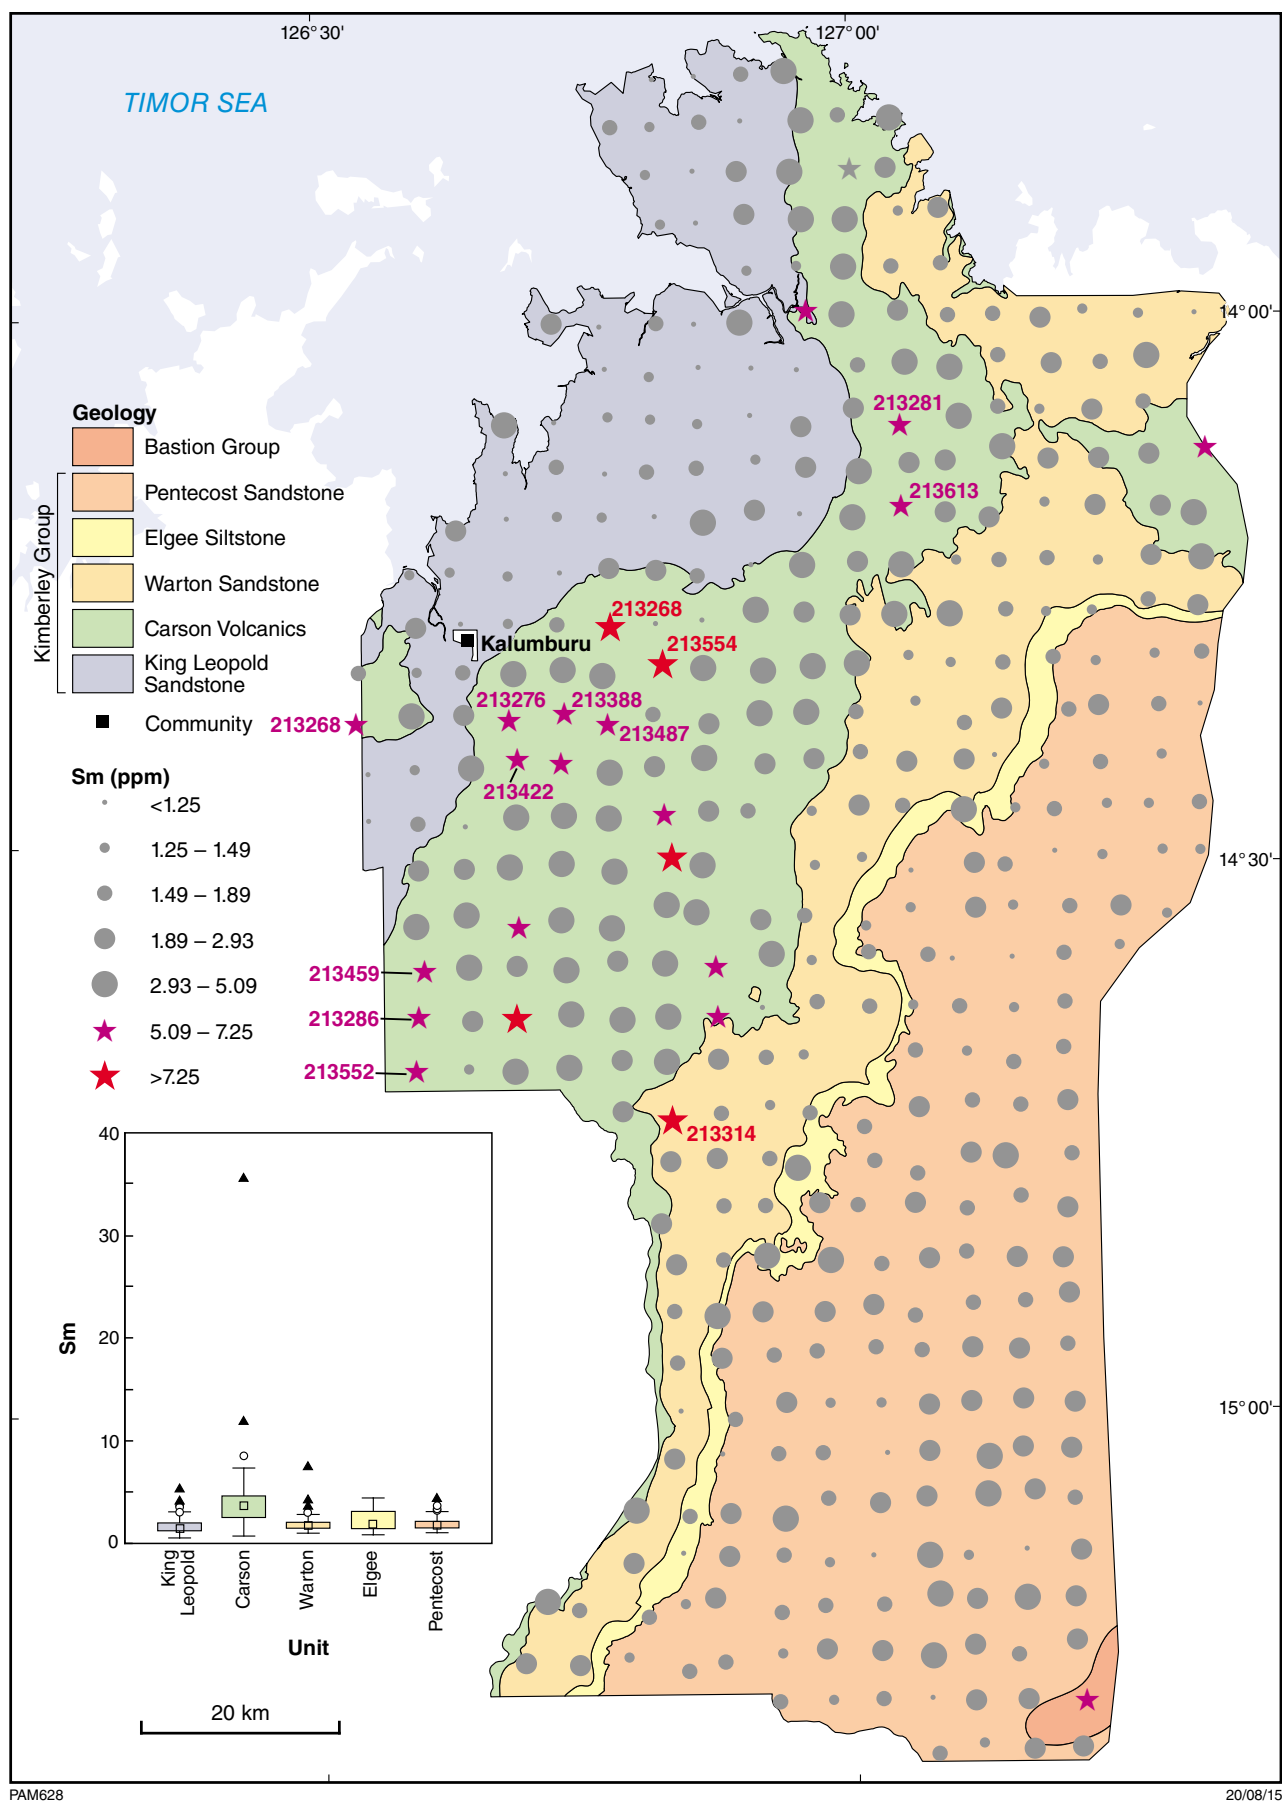 126°30'
127°00'
TIMOR SEA
14°00'
Geology
Bastion Group
Pentecost Sandstone
Elgee Siltstone
Warton Sandstone
Carson Volcanics
King Leopold
Sandstone
Kimberley Group
Community
Sm (ppm)
<1.25
1.25 – 1.49
1.49 – 1.89
1.89 – 2.93
2.93 – 5.09
5.09 – 7.25
>7.25
213281
213613
213268
213554
Kalumburu
213276
213388
213268
213487
213422
14°30'
213459
213286
213552
213314
40
30
20
10
0
Sm
King
Leopold
Carson
Warton
Elgee
Pentecost
Unit
15°00'
20 km
PAM628
20/08/15